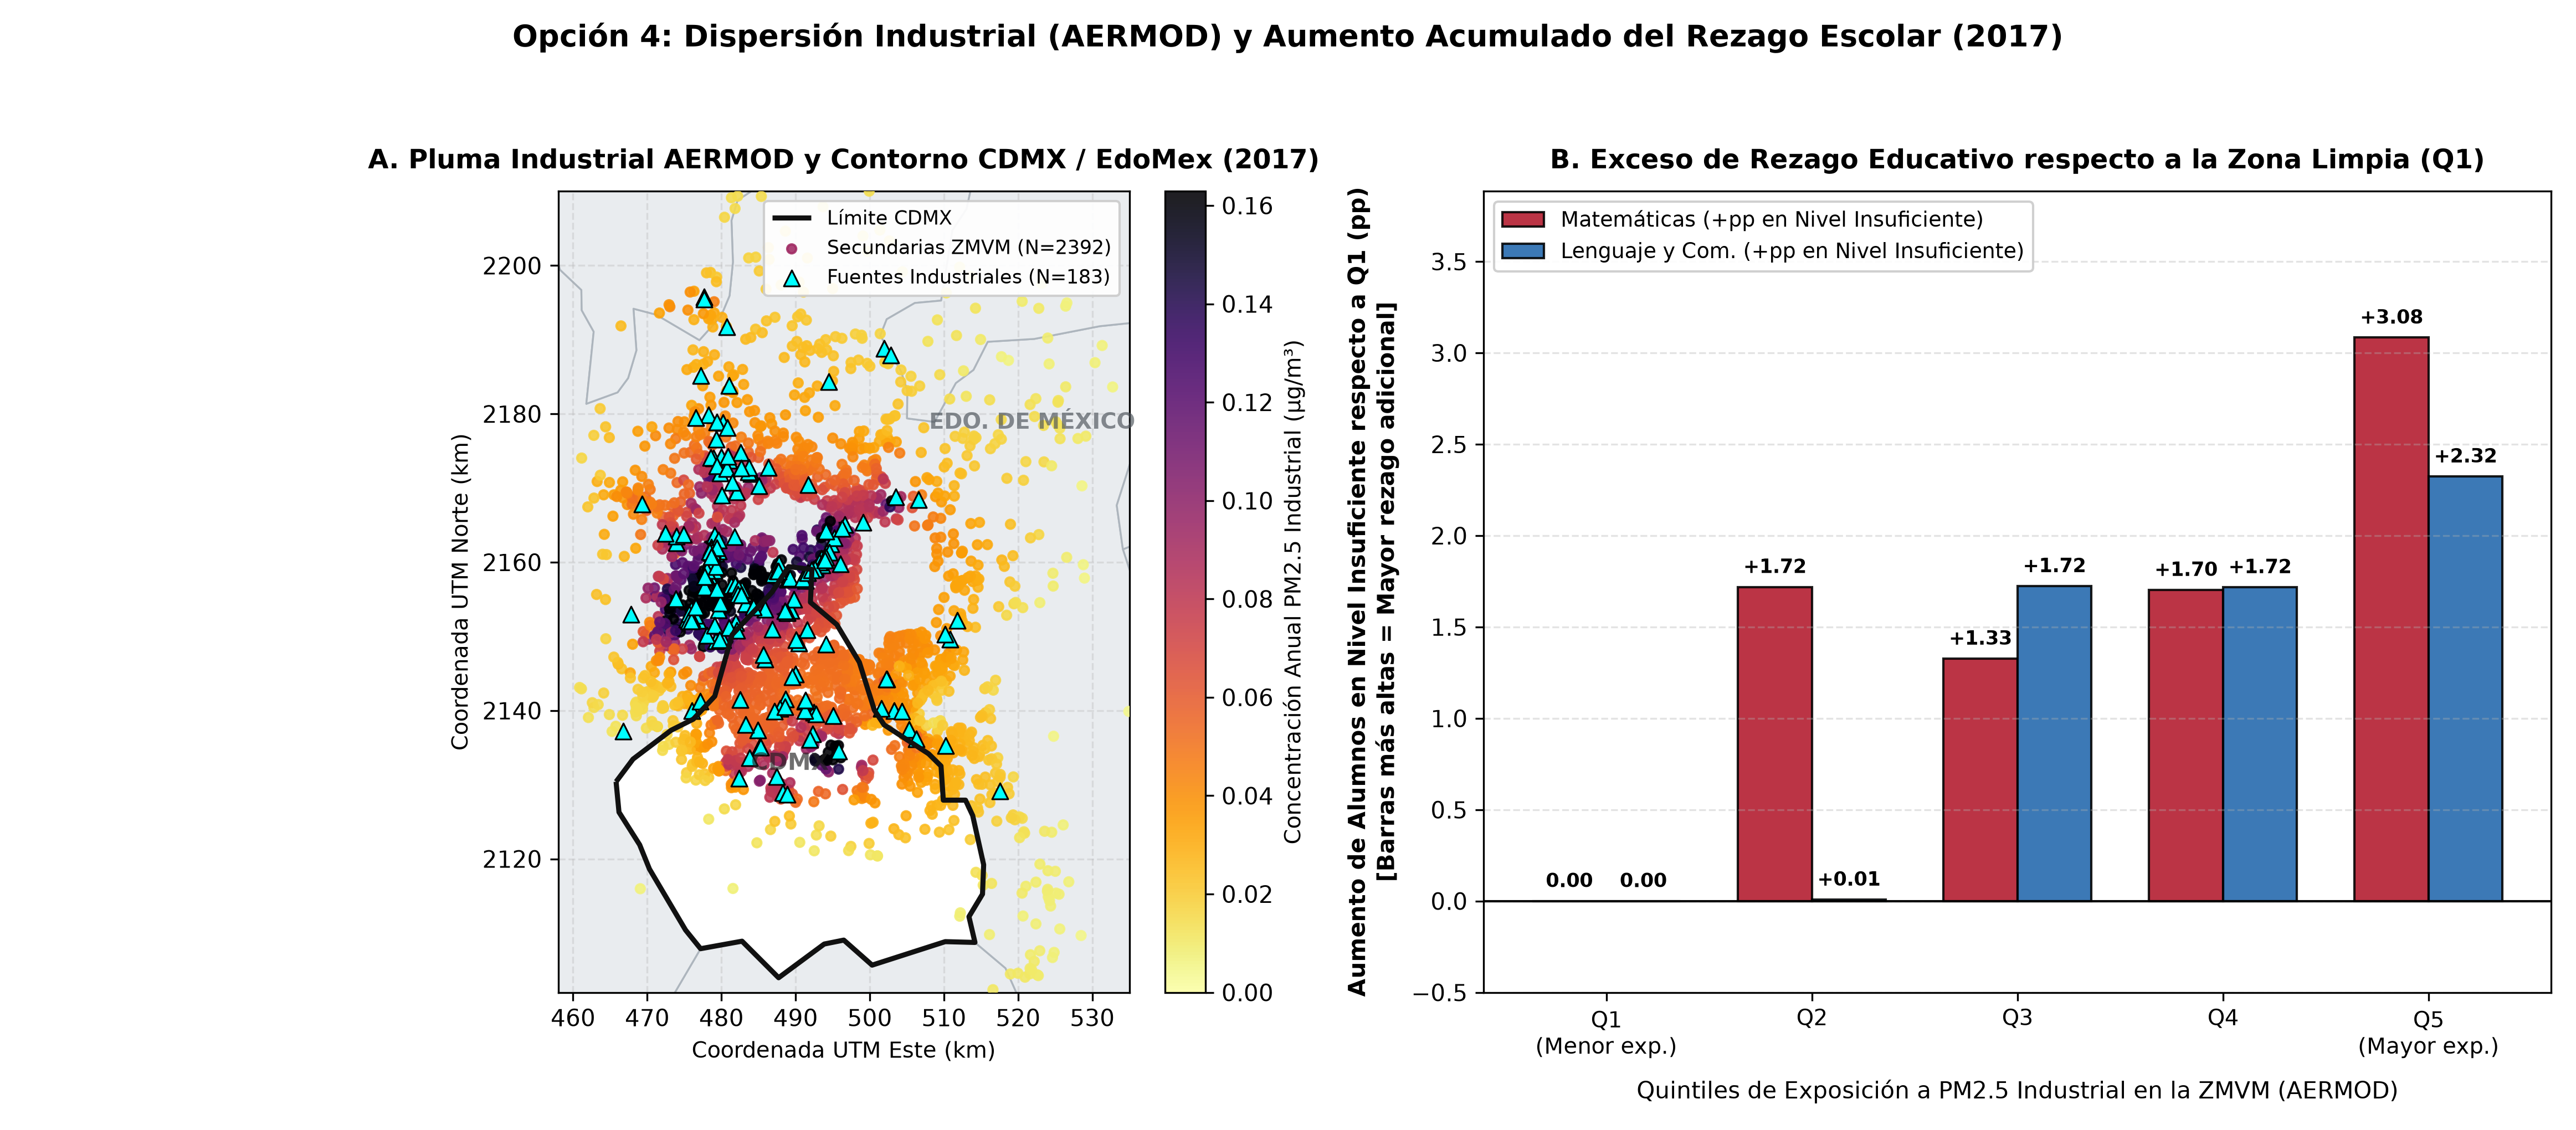 Opción 4: Dispersión Industrial (AERMOD) y Aumento Acumulado del Rezago Escolar (2017)
A. Pluma Industrial AERMOD y Contorno CDMX / EdoMex (2017)
Límite CDMX
Secundarias ZMVM (N=2392)
Fuentes Industriales (N=183)
EDO. DE MÉXICO
CDMX
Coordenada UTM Norte (km)
2200
2180
2160
2140
2120
460 470 480 490 500 510 520 530
Coordenada UTM Este (km)
0.16
0.14
0.12
0.10
0.08
0.06
0.04
0.02
0.00
Concentración Anual PM2.5 Industrial (μg/m³)
B. Exceso de Rezago Educativo respecto a la Zona Limpia (Q1)
Aumento de Alumnos en Nivel Insuficiente respecto a Q1 (pp)
[Barras más altas = Mayor rezago adicional]
Matemáticas (+pp en Nivel Insuficiente)
Lenguaje y Com. (+pp en Nivel Insuficiente)
3.5
3.0
2.5
2.0
1.5
1.0
0.5
0.0
−0.5
0.00 0.00
+1.72 +0.01
+1.33 +1.72
+1.70 +1.72
+3.08 +2.32
Q1 Q2 Q3 Q4 Q5
(Menor exp.) (Mayor exp.)
Quintiles de Exposición a PM2.5 Industrial en la ZMVM (AERMOD)